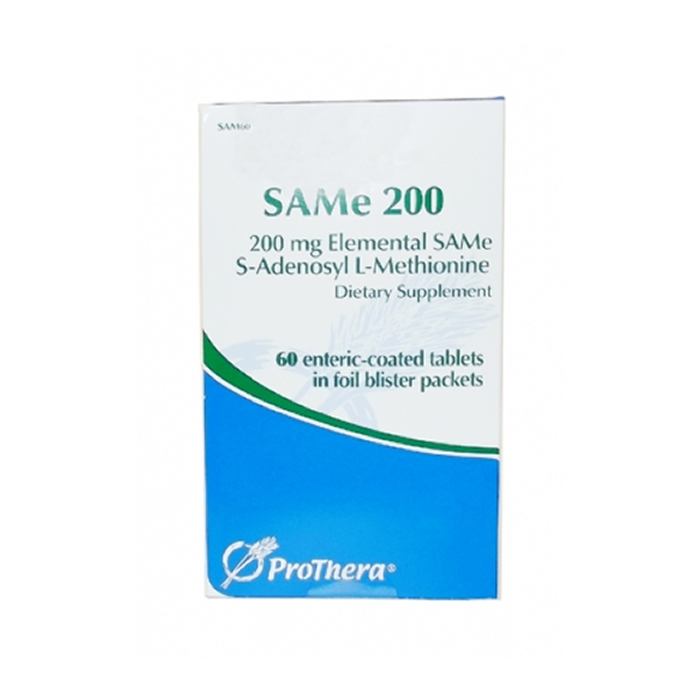 SAM60
SAMe 200
200 mg Elemental SAMe
S-Adenosyl L-Methionine
Dietary Supplement
60 enteric-coated tablets
in foil blister packets
ProThera®